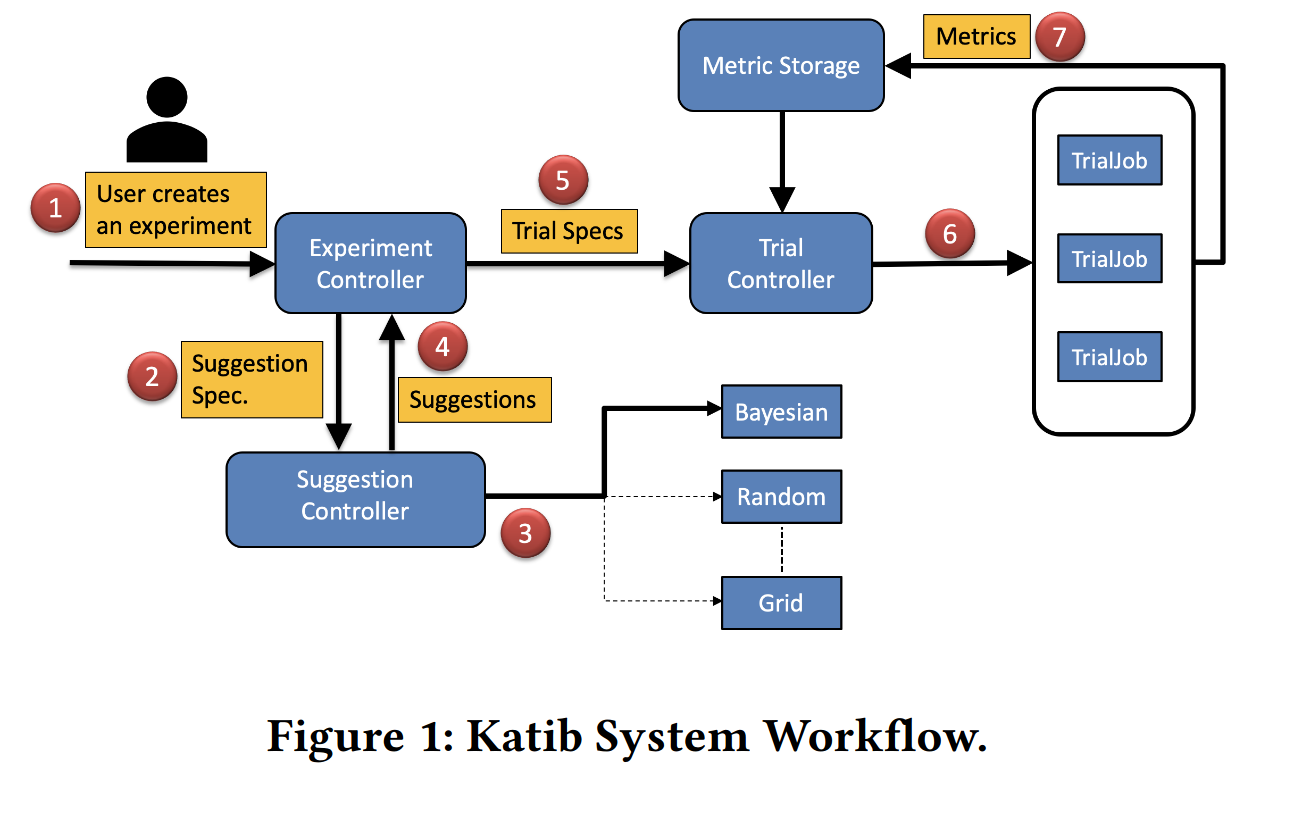 Metrics
7
Metric Storage
TrialJob
1
User creates
an experiment
5
Trial Specs
Experiment
Controller
Trial
Controller
6
TrialJob
2
Suggestion
Spec.
4
Suggestions
TrialJob
Bayesian
Suggestion
Controller
3
Random
Grid
Figure 1: Katib System Workflow.